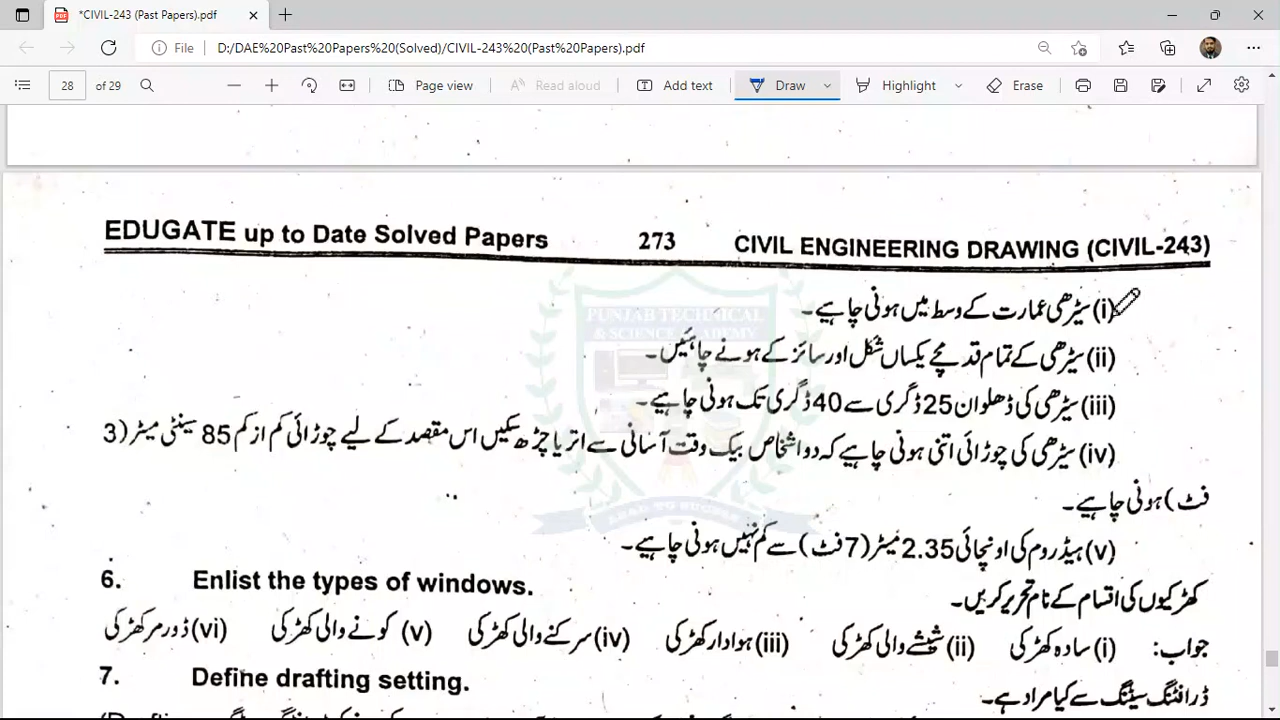 *CIVIL-243 (Past Papers).pdf
File D:/DAE%20Past%20Papers%20(Solved)/CIVIL-243%20(Past%20Papers).pdf
28 of 29 Page view Read aloud Add text Draw Highlight Erase
EDUGATE up to Date Solved Papers 273 CIVIL ENGINEERING DRAWING (CIVIL-243)
(i) سیڑھی عمارت کے وسط میں ہونی چاہیے۔
PUNJAB TECHNICAL
& SCIENCE ACADEMY
(ii) سیڑھی کے تمام قدمچے یکساں شکل اور سائز کے ہونے چاہئیں۔
(iii) سیڑھی کی ڈھلوان 25 ڈگری سے 40 ڈگری تک ہونی چاہیے۔
(iv) سیڑھی کی چوڑائی اتنی ہونی چاہیے کہ دو اشخاص بیک وقت آسانی سے اتر یا چڑھ سکیں اس مقصد کے لیے چوڑائی کم از کم 85 سینٹی میٹر (3
فٹ) ہونی چاہیے۔
(v) ہیڈ روم کی اونچائی 2.35 میٹر (7 فٹ) سے کم نہیں ہونی چاہیے۔
6. Enlist the types of windows.
کھڑکیوں کی اقسام کے نام تحریر کریں۔
جواب: (i) سادہ کھڑکی (ii) شیشے والی کھڑکی (iii) ہوادار کھڑکی (iv) سرکنے والی کھڑکی (v) کونے والی کھڑکی (vi) ڈورمر کھڑکی
7. Define drafting setting.
ڈرافٹنگ سیٹنگ سے کیا مراد ہے۔